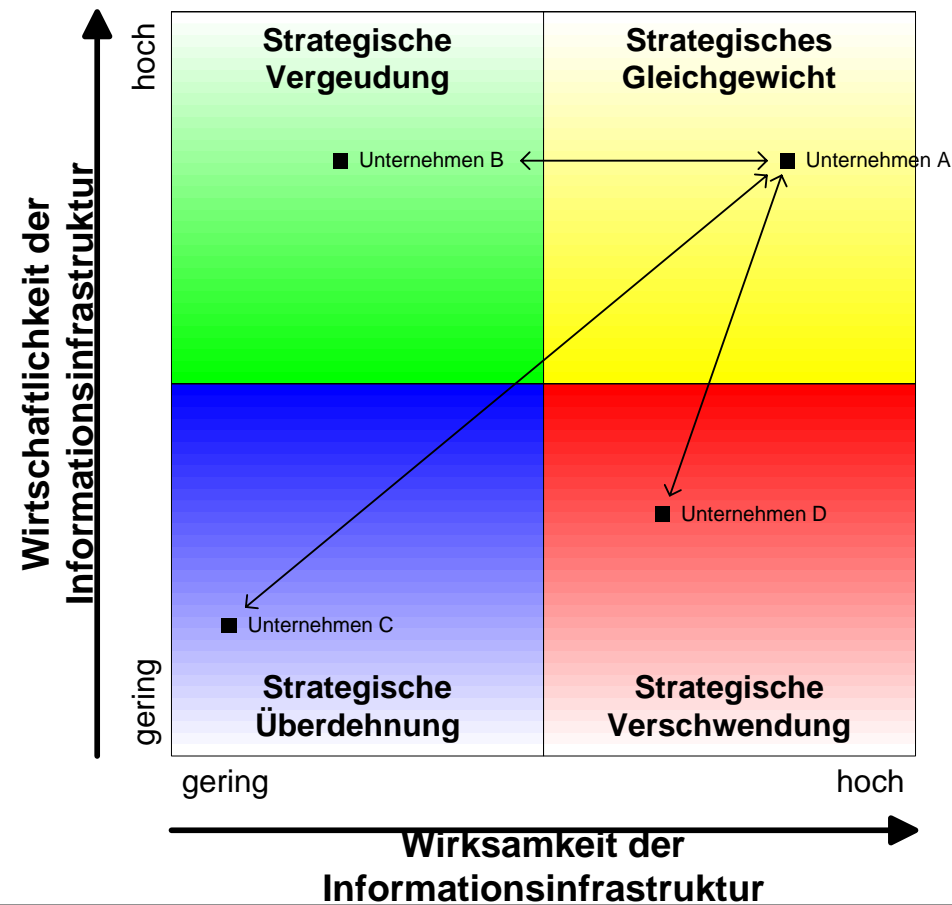 hoch
Strategische
Vergeudung
Strategisches
Gleichgewicht
Unternehmen B
Unternehmen A
Wirtschaftlichkeit der
Informationsinfrastruktur
Unternehmen D
Unternehmen C
gering
Strategische
Überdehnung
Strategische
Verschwendung
gering
hoch
Wirksamkeit der
Informationsinfrastruktur